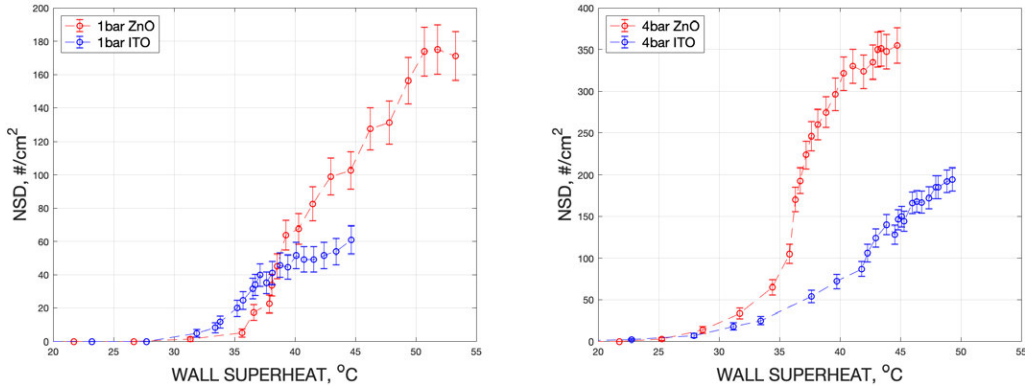 1bar ZnO
1bar ITO
NSD, #/cm²
200
180
160
140
120
100
80
60
40
20
0
20 25 30 35 40 45 50 55
WALL SUPERHEAT, °C
4bar ZnO
4bar ITO
NSD, #/cm²
400
350
300
250
200
150
100
50
0
20 25 30 35 40 45 50 55
WALL SUPERHEAT, °C